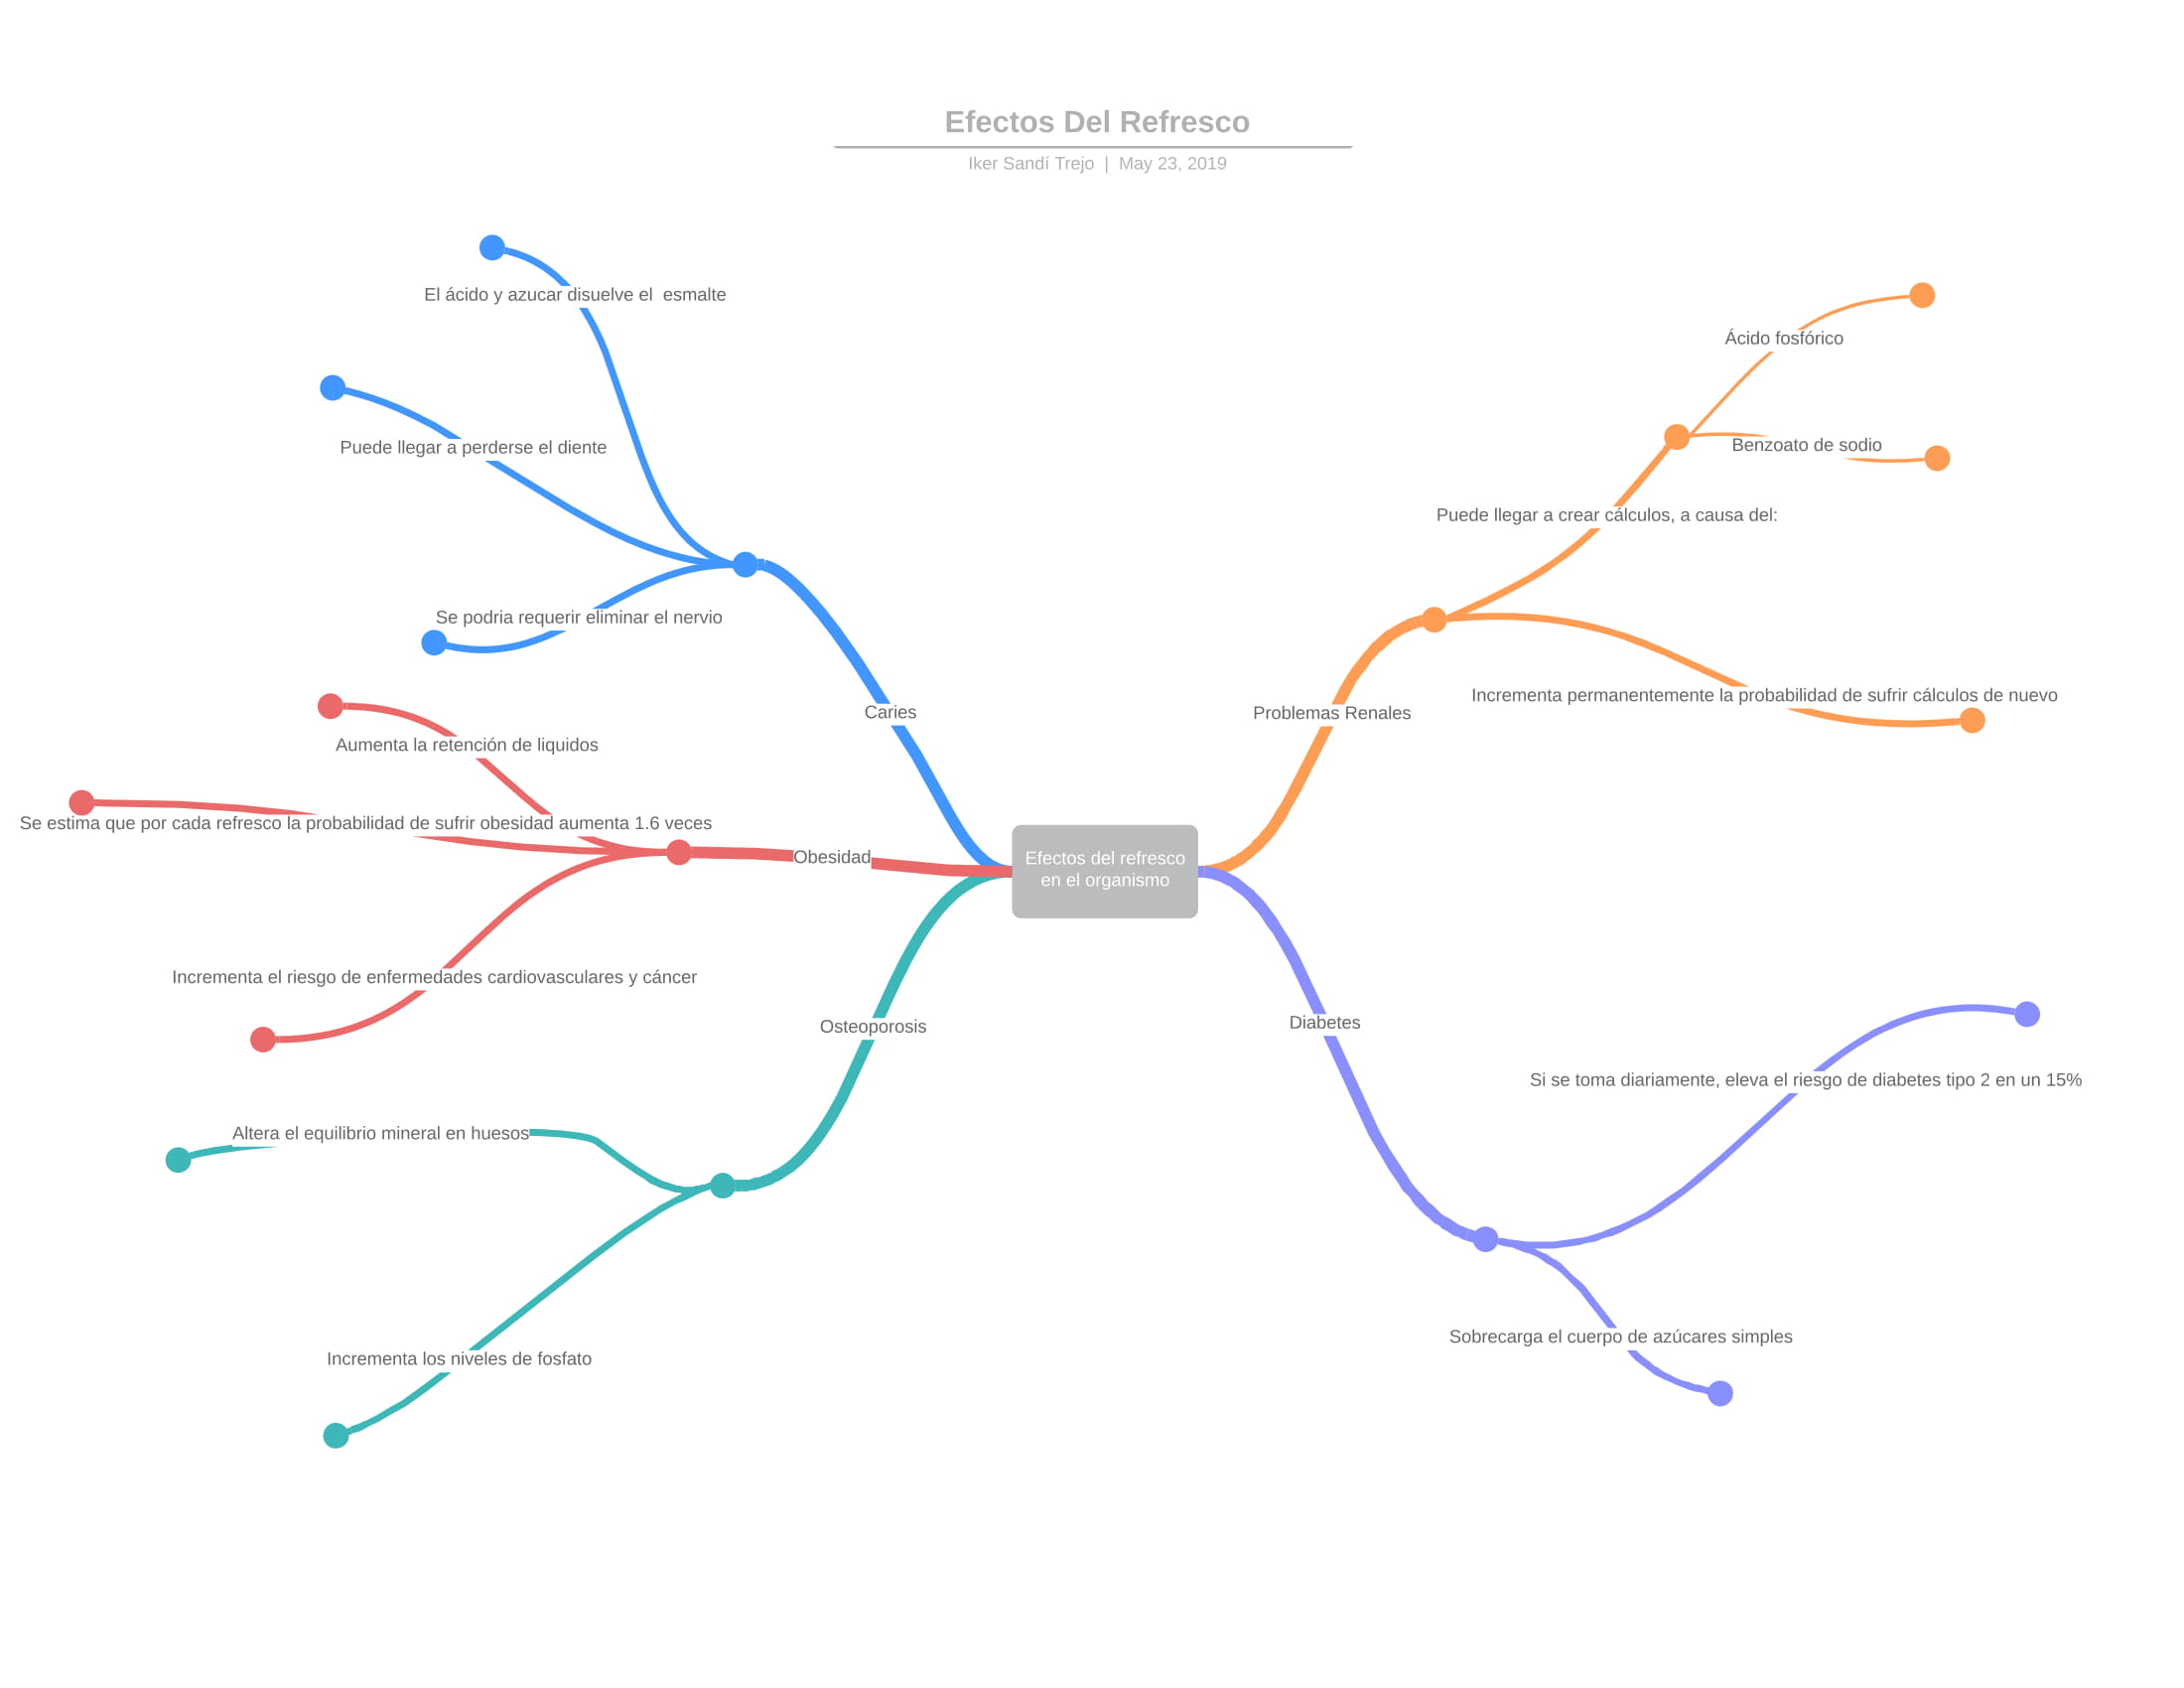 Efectos Del Refresco
Iker Sandí Trejo | May 23, 2019
El ácido y azucar disuelve el  esmalte
Puede llegar a perderse el diente
Se podria requerir eliminar el nervio
Caries
Aumenta la retención de liquidos
Se estima que por cada refresco la probabilidad de sufrir obesidad aumenta 1.6 veces
Obesidad
Incrementa el riesgo de enfermedades cardiovasculares y cáncer
Osteoporosis
Altera el equilibrio mineral en huesos
Incrementa los niveles de fosfato
Efectos del refresco
en el organismo
Ácido fosfórico
Benzoato de sodio
Puede llegar a crear cálculos, a causa del:
Incrementa permanentemente la probabilidad de sufrir cálculos de nuevo
Problemas Renales
Diabetes
Si se toma diariamente, eleva el riesgo de diabetes tipo 2 en un 15%
Sobrecarga el cuerpo de azúcares simples